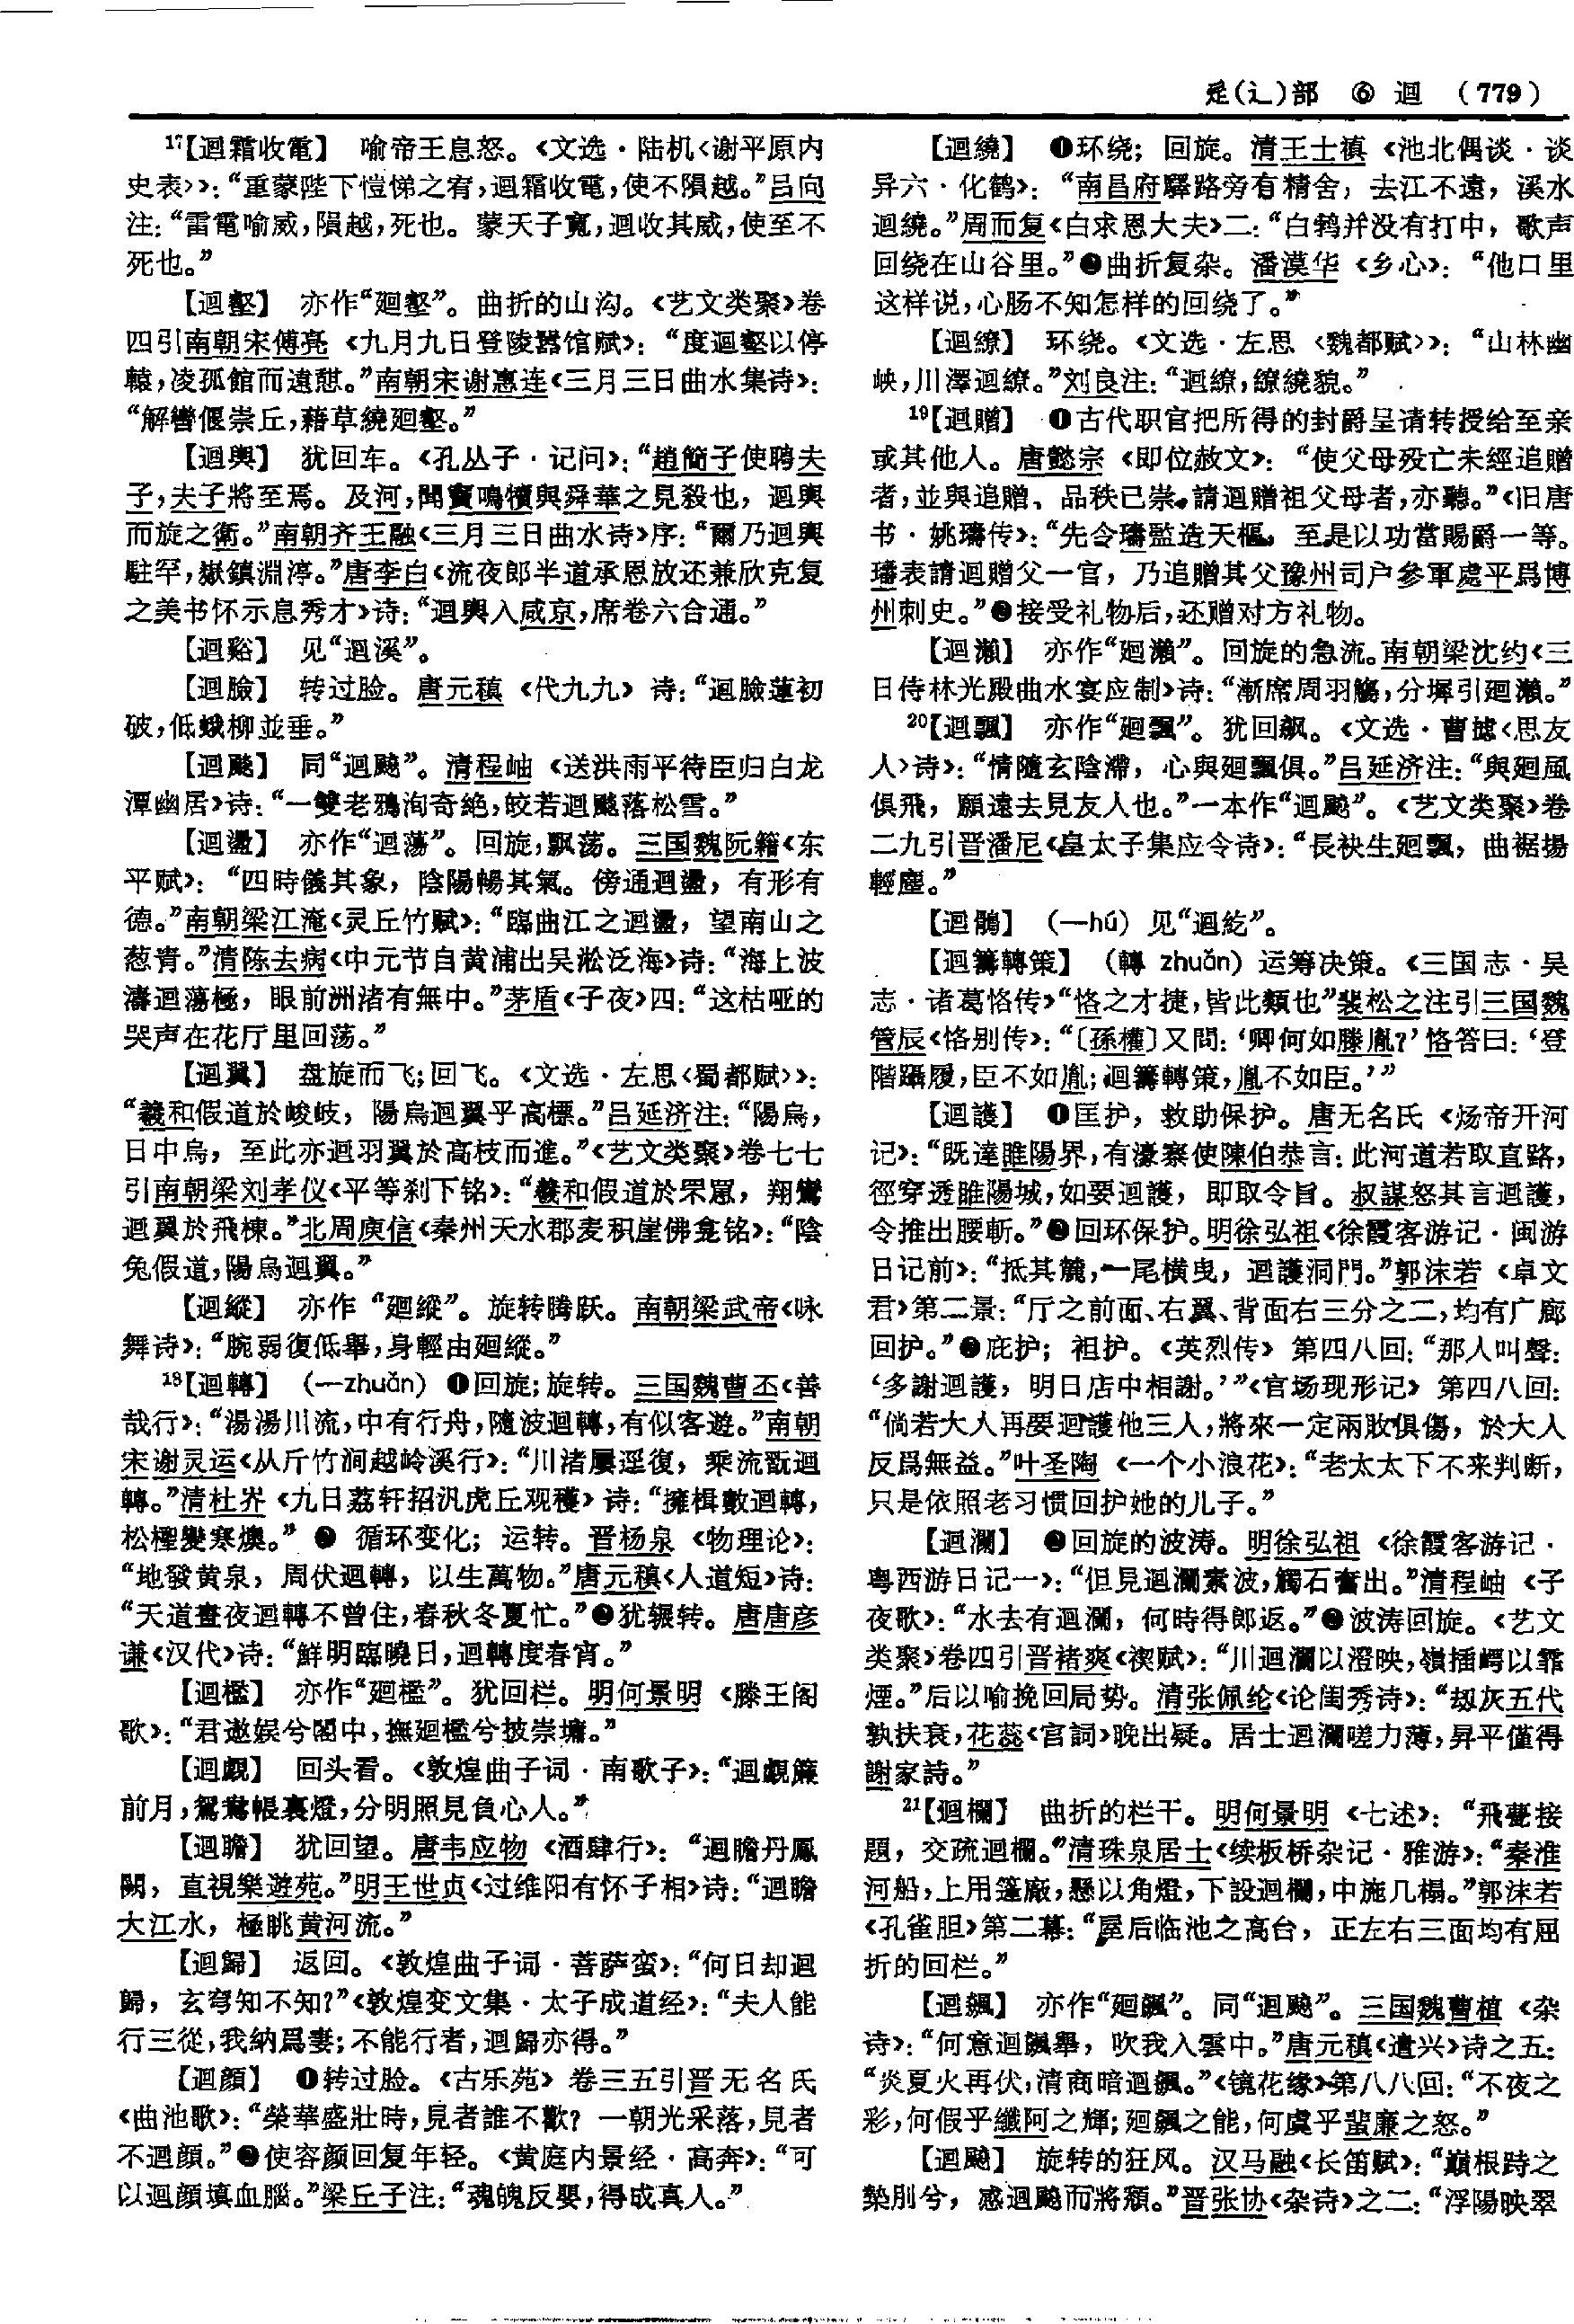 辵(辶)部 ⑥ 迴 (779)
17【迴霜收電】 喻帝王息怒。《文选·陆机<谢平原内
史表>》:“重蒙陛下愷悌之宥,迴霜收電,使不隕越。”吕向
注:“雷電喻威,隕越,死也。蒙天子寬,迴收其威,使至不
死也。”
【迴壑】 亦作“廻壑”。曲折的山沟。《艺文类聚》卷
四引南朝宋傅亮《九月九日登陵嚣馆赋》:“度迴壑以停
轅,凌孤館而遠憇。”南朝宋谢惠连《三月三日曲水集诗》:
“解轡偃崇丘,藉草繞廻壑。”
【迴輿】 犹回车。《孔丛子·记问》:“趙簡子使聘夫
子,夫子將至焉。及河,聞竇鳴犢與舜華之見殺也,迴輿
而旋之衛。”南朝齐王融《三月三日曲水诗》序:“爾乃迴輿
駐罕,嶽鎮淵渟。”唐李白《流夜郎半道承恩放还兼欣克复
之美书怀示息秀才》诗:“迴輿入咸京,席卷六合通。”
【迴谿】 见“迴溪”。
【迴臉】 转过脸。唐元稹《代九九》诗:“迴臉蓮初
破,低蛾柳並垂。”
【迴飈】 同“迴飇”。清程岫《送洪雨平待臣归白龙
潭幽居》诗:“一雙老鴉洵奇絶,皎若迴飈落松雪。”
【迴盪】 亦作“迴蕩”。回旋,飘荡。三国魏阮籍《东
平赋》:“四時儀其象,陰陽暢其氣。傍通迴盪,有形有
德。”南朝梁江淹《灵丘竹赋》:“臨曲江之迴盪,望南山之
葱青。”清陈去病《中元节自黄浦出吴淞泛海》诗:“海上波
濤迴蕩極,眼前洲渚有無中。”茅盾《子夜》四:“这枯哑的
哭声在花厅里回荡。”
【迴翼】 盘旋而飞;回飞。《文选·左思<蜀都赋>》:
“羲和假道於峻岐,陽烏迴翼乎高標。”吕延济注:“陽烏,
日中烏,至此亦迴羽翼於高枝而進。”《艺文类聚》卷七七
引南朝梁刘孝仪《平等刹下铭》:“羲和假道於罘罳,翔鸞
迴翼於飛棟。”北周庾信《秦州天水郡麦积崖佛龛铭》:“陰
兔假道,陽烏迴翼。”
【迴縱】 亦作“廻縱”。旋转腾跃。南朝梁武帝《咏
舞诗》:“腕弱復低舉,身輕由廻縱。”
18【迴轉】 (—zhuǎn) ❶回旋;旋转。三国魏曹丕《善
哉行》:“湯湯川流,中有行舟,隨波迴轉,有似客遊。”南朝
宋谢灵运《从斤竹涧越岭溪行》:“川渚屢逕復,乘流翫迴
轉。”清杜岕《九日荔轩招汎虎丘观穫》诗:“擁楫數迴轉,
松檉變寒燠。” ❷ 循环变化;运转。晋杨泉《物理论》:
“地發黄泉,周伏迴轉,以生萬物。”唐元稹《人道短》诗:
“天道晝夜迴轉不曾住,春秋冬夏忙。”❸犹辗转。唐唐彦
谦《汉代》诗:“鮮明臨曉日,迴轉度春宵。”
【迴檻】 亦作“廻檻”。犹回栏。明何景明《滕王阁
歌》:“君遨娱兮閣中,撫廻檻兮披崇墉。”
【迴覷】 回头看。《敦煌曲子词·南歌子》:“迴覷簾
前月,鴛鴦帳裏燈,分明照見負心人。”
【迴瞻】 犹回望。唐韦应物《酒肆行》:“迴瞻丹鳳
闕,直視樂遊苑。”明王世贞《过维阳有怀子相》诗:“迴瞻
大江水,極眺黄河流。”
【迴歸】 返回。《敦煌曲子词·菩萨蛮》:“何日却迴
歸,玄穹知不知?”《敦煌变文集·太子成道经》:“夫人能
行三從,我納爲妻;不能行者,迴歸亦得。”
【迴顔】 ❶转过脸。《古乐苑》卷三五引晋无名氏
《曲池歌》:“榮華盛壯時,見者誰不歡?一朝光采落,見者
不迴顔。”❷使容颜回复年轻。《黄庭内景经·高奔》:“可
以迴顔填血腦。”梁丘子注:“魂魄反嬰,得成真人。”
【迴繞】 ❶环绕;回旋。清王士禛《池北偶谈·谈
异六·化鹤》:“南昌府驛路旁有精舍,去江不遠,溪水
迴繞。”周而复《白求恩大夫》二:“白鹑并没有打中,歌声
回绕在山谷里。”❷曲折复杂。潘漠华《乡心》:“他口里
这样说,心肠不知怎样的回绕了。”
【迴繚】 环绕。《文选·左思<魏都赋>》:“山林幽
岟,川澤迴繚。”刘良注:“迴繚,繚繞貌。”
19【迴贈】 ❶古代职官把所得的封爵呈请转授给至亲
或其他人。唐懿宗《即位赦文》:“使父母殁亡未經追贈
者,並與追贈、品秩已崇,請迴贈祖父母者,亦聽。”《旧唐
书·姚璹传》:“先令璹監造天樞,至是以功當賜爵一等。
璹表請迴贈父一官,乃追贈其父豫州司户參軍處平爲博
州刺史。”❷接受礼物后,还赠对方礼物。
【迴瀨】 亦作“廻瀨”。回旋的急流。南朝梁沈约《三
日侍林光殿曲水宴应制》诗:“漸席周羽觴,分墀引廻瀨。”
20【迴飄】 亦作“廻飄”。犹回飙。《文选·曹摅<思友
人>诗》:“情隨玄陰滯,心與廻飄俱。”吕延济注:“與廻風
俱飛,願遠去見友人也。”一本作“迴飇”。《艺文类聚》卷
二九引晋潘尼《皇太子集应令诗》:“長袂生廻飄,曲裾揚
輕塵。”
【迴鶻】 (—hú) 见“迴紇”。
【迴籌轉策】 (轉 zhuǎn) 运筹决策。《三国志·吴
志·诸葛恪传》“恪之才捷,皆此類也”裴松之注引三国魏
管辰《恪别传》:“〔孫權〕又問:‘卿何如滕胤?’恪答曰:‘登
階躡履,臣不如胤;迴籌轉策,胤不如臣。’”
【迴護】 ❶匡护,救助保护。唐无名氏《炀帝开河
记》:“既達睢陽界,有濠寨使陳伯恭言:此河道若取直路,
徑穿透睢陽城,如要迴護,即取令旨。叔謀怒其言迴護,
令推出腰斬。”❷回环保护。明徐弘祖《徐霞客游记·闽游
日记前》:“抵其麓,一尾横曳,迴護洞門。”郭沫若《卓文
君》第二景:“厅之前面、右翼、背面右三分之二,均有广廊
回护。”❸庇护;袒护。《英烈传》第四八回:“那人叫聲:
‘多謝迴護,明日店中相謝。’”《官场现形记》第四八回:
“倘若大人再要迴護他三人,將來一定兩敗俱傷,於大人
反爲無益。”叶圣陶《一个小浪花》:“老太太下不来判断,
只是依照老习惯回护她的儿子。”
【迴瀾】 ❶回旋的波涛。明徐弘祖《徐霞客游记·
粤西游日记一》:“但見迴瀾素波,觸石奮出。”清程岫《子
夜歌》:“水去有迴瀾,何時得郎返。”❷波涛回旋。《艺文
类聚》卷四引晋褚爽《禊赋》:“川迴瀾以澄映,嶺插崿以霏
煙。”后以喻挽回局势。清张佩纶《论闺秀诗》:“劫灰五代
孰扶衰,花蕊《宫詞》晚出疑。居士迴瀾嗟力薄,昇平僅得
謝家詩。”
21【迴欄】 曲折的栏干。明何景明《七述》:“飛甍接
題,交疏迴欄。”清珠泉居士《续板桥杂记·雅游》:“秦淮
河船,上用篷廠,懸以角燈,下設迴欄,中施几榻。”郭沫若
《孔雀胆》第二幕:“屋后临池之高台,正左右三面均有屈
折的回栏。”
【迴飆】 亦作“廻飆”。同“迴飇”。三国魏曹植《杂
诗》:“何意迴飆舉,吹我入雲中。”唐元稹《遣兴》诗之五:
“炎夏火再伏,清商暗迴飆。”《镜花缘》第八八回:“不夜之
彩,何假乎纖阿之輝;廻飆之能,何虞乎蜚廉之怒。”
【迴飇】 旋转的狂风。汉马融《长笛赋》:“巔根跱之
槷刖兮,感迴飇而將頹。”晋张协《杂诗》之二:“浮陽映翠